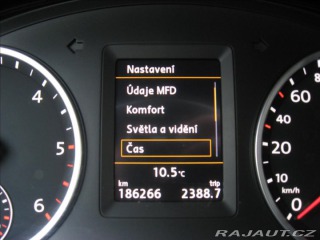 Nastavení
Údaje MFD
Komfort
Světla a vidění
Čas
10.5°C
km trip
186266 2388.7
4
5
6
60
40
20
0
km/h
RAJAUT.CZ